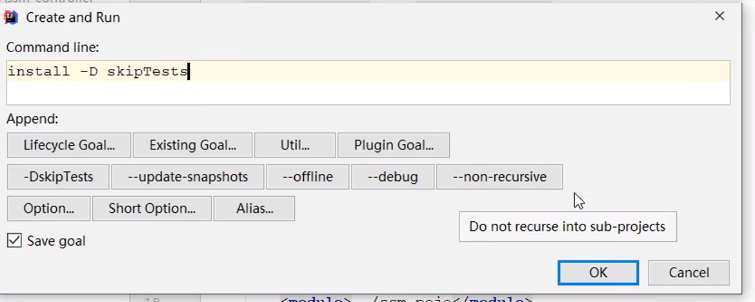 Create and Run
Command line:
install -D skipTests
Append:
Lifecycle Goal... Existing Goal... Util... Plugin Goal...
-DskipTests --update-snapshots --offline --debug --non-recursive
Option... Short Option... Alias...
Do not recurse into sub-projects
Save goal
OK Cancel